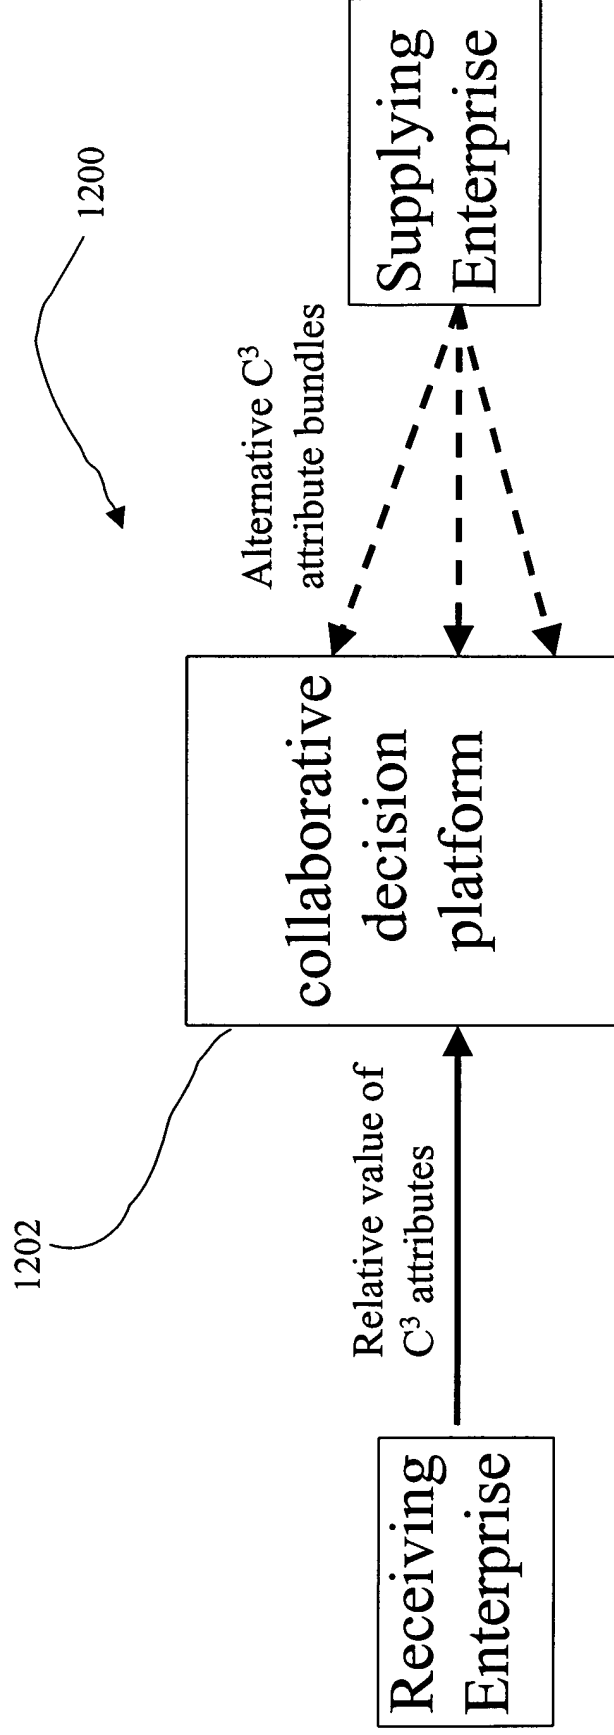 1200
1202
Receiving
Enterprise
Relative value of
C³ attributes
collaborative
decision
platform
Alternative C³
attribute bundles
Supplying
Enterprise